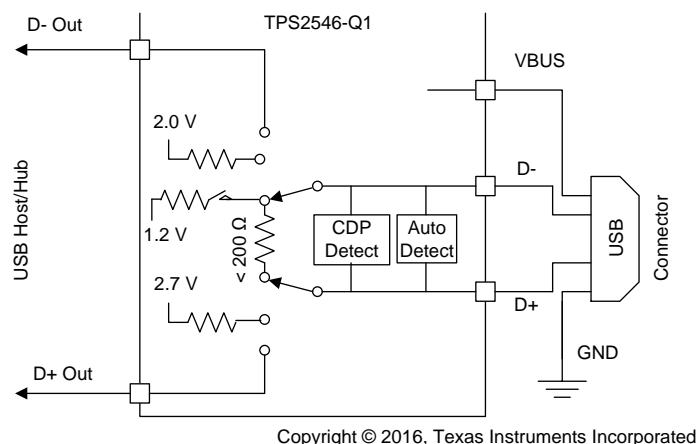 D- Out
TPS2546-Q1
VBUS
2.0 V
D-
1.2 V
< 200 Ω
CDP
Detect
Auto
Detect
USB Host/Hub
USB
Connector
2.7 V
D+
D+ Out
GND
Copyright © 2016, Texas Instruments Incorporated